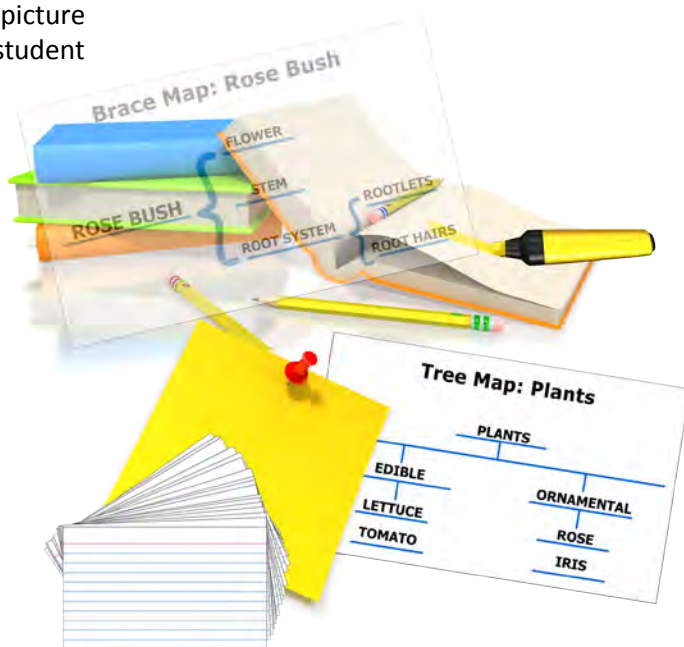 picture
student
Brace Map: Rose Bush
FLOWER
STEM
ROSE BUSH
ROOT SYSTEM
ROOTLETS
ROOT HAIRS
Tree Map: Plants
PLANTS
EDIBLE
LETTUCE
TOMATO
ORNAMENTAL
ROSE
IRIS